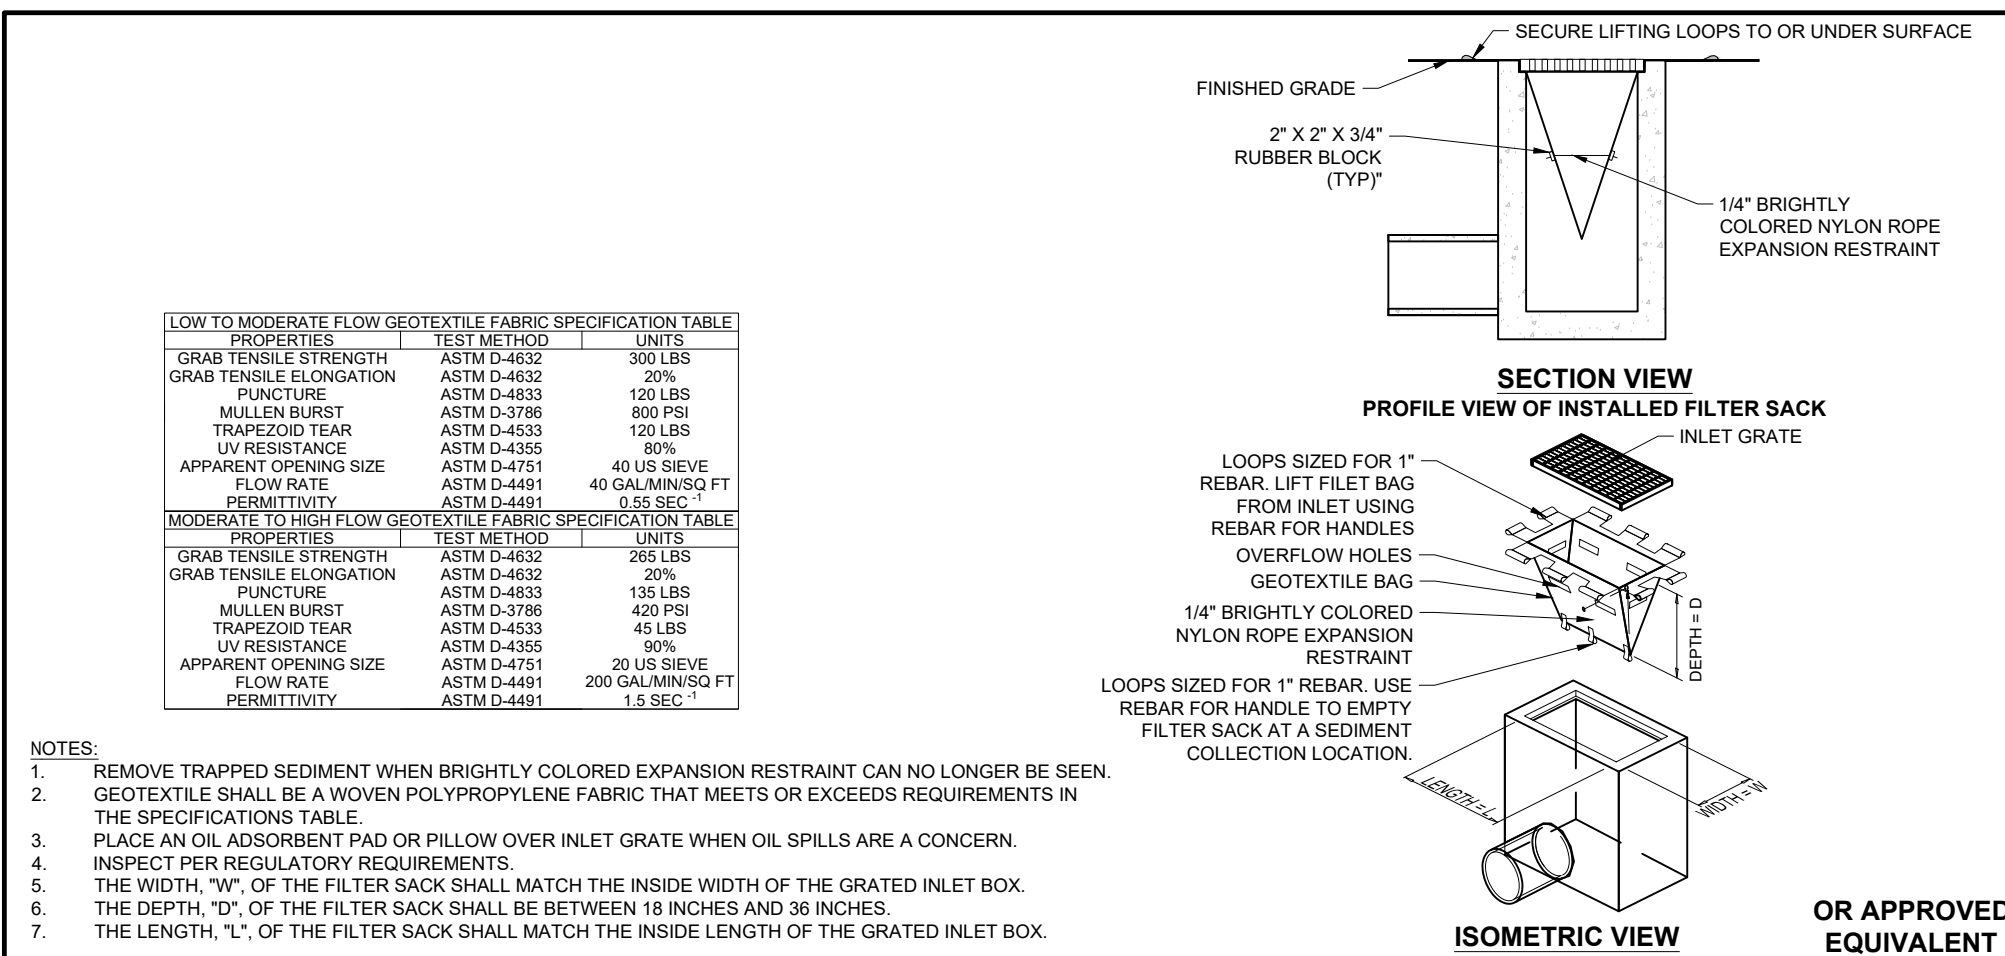 SECURE LIFTING LOOPS TO OR UNDER SURFACE
FINISHED GRADE
2" X 2" X 3/4"
RUBBER BLOCK
(TYP)"
1/4" BRIGHTLY
COLORED NYLON ROPE
EXPANSION RESTRAINT
SECTION VIEW
PROFILE VIEW OF INSTALLED FILTER SACK
LOW TO MODERATE FLOW GEOTEXTILE FABRIC SPECIFICATION TABLE
PROPERTIES TEST METHOD UNITS
GRAB TENSILE STRENGTH ASTM D-4632 300 LBS
GRAB TENSILE ELONGATION ASTM D-4632 20%
PUNCTURE ASTM D-4833 120 LBS
MULLEN BURST ASTM D-3786 800 PSI
TRAPEZOID TEAR ASTM D-4533 120 LBS
UV RESISTANCE ASTM D-4355 80%
APPARENT OPENING SIZE ASTM D-4751 40 US SIEVE
FLOW RATE ASTM D-4491 40 GAL/MIN/SQ FT
PERMITTIVITY ASTM D-4491 0.55 SEC -1
MODERATE TO HIGH FLOW GEOTEXTILE FABRIC SPECIFICATION TABLE
PROPERTIES TEST METHOD UNITS
GRAB TENSILE STRENGTH ASTM D-4632 265 LBS
GRAB TENSILE ELONGATION ASTM D-4632 20%
PUNCTURE ASTM D-4833 135 LBS
MULLEN BURST ASTM D-3786 420 PSI
TRAPEZOID TEAR ASTM D-4533 45 LBS
UV RESISTANCE ASTM D-4355 90%
APPARENT OPENING SIZE ASTM D-4751 20 US SIEVE
FLOW RATE ASTM D-4491 200 GAL/MIN/SQ FT
PERMITTIVITY ASTM D-4491 1.5 SEC -1
INLET GRATE
LOOPS SIZED FOR 1"
REBAR. LIFT FILET BAG
FROM INLET USING
REBAR FOR HANDLES
OVERFLOW HOLES
GEOTEXTILE BAG
1/4" BRIGHTLY COLORED
NYLON ROPE EXPANSION
RESTRAINT
LOOPS SIZED FOR 1" REBAR. USE
REBAR FOR HANDLE TO EMPTY
FILTER SACK AT A SEDIMENT
COLLECTION LOCATION.
DEPTH = D
LENGTH = L
WIDTH = W
ISOMETRIC VIEW
NOTES:
1. REMOVE TRAPPED SEDIMENT WHEN BRIGHTLY COLORED EXPANSION RESTRAINT CAN NO LONGER BE SEEN.
2. GEOTEXTILE SHALL BE A WOVEN POLYPROPYLENE FABRIC THAT MEETS OR EXCEEDS REQUIREMENTS IN
THE SPECIFICATIONS TABLE.
3. PLACE AN OIL ADSORBENT PAD OR PILLOW OVER INLET GRATE WHEN OIL SPILLS ARE A CONCERN.
4. INSPECT PER REGULATORY REQUIREMENTS.
5. THE WIDTH, "W", OF THE FILTER SACK SHALL MATCH THE INSIDE WIDTH OF THE GRATED INLET BOX.
6. THE DEPTH, "D", OF THE FILTER SACK SHALL BE BETWEEN 18 INCHES AND 36 INCHES.
7. THE LENGTH, "L", OF THE FILTER SACK SHALL MATCH THE INSIDE LENGTH OF THE GRATED INLET BOX.
OR APPROVED
EQUIVALENT